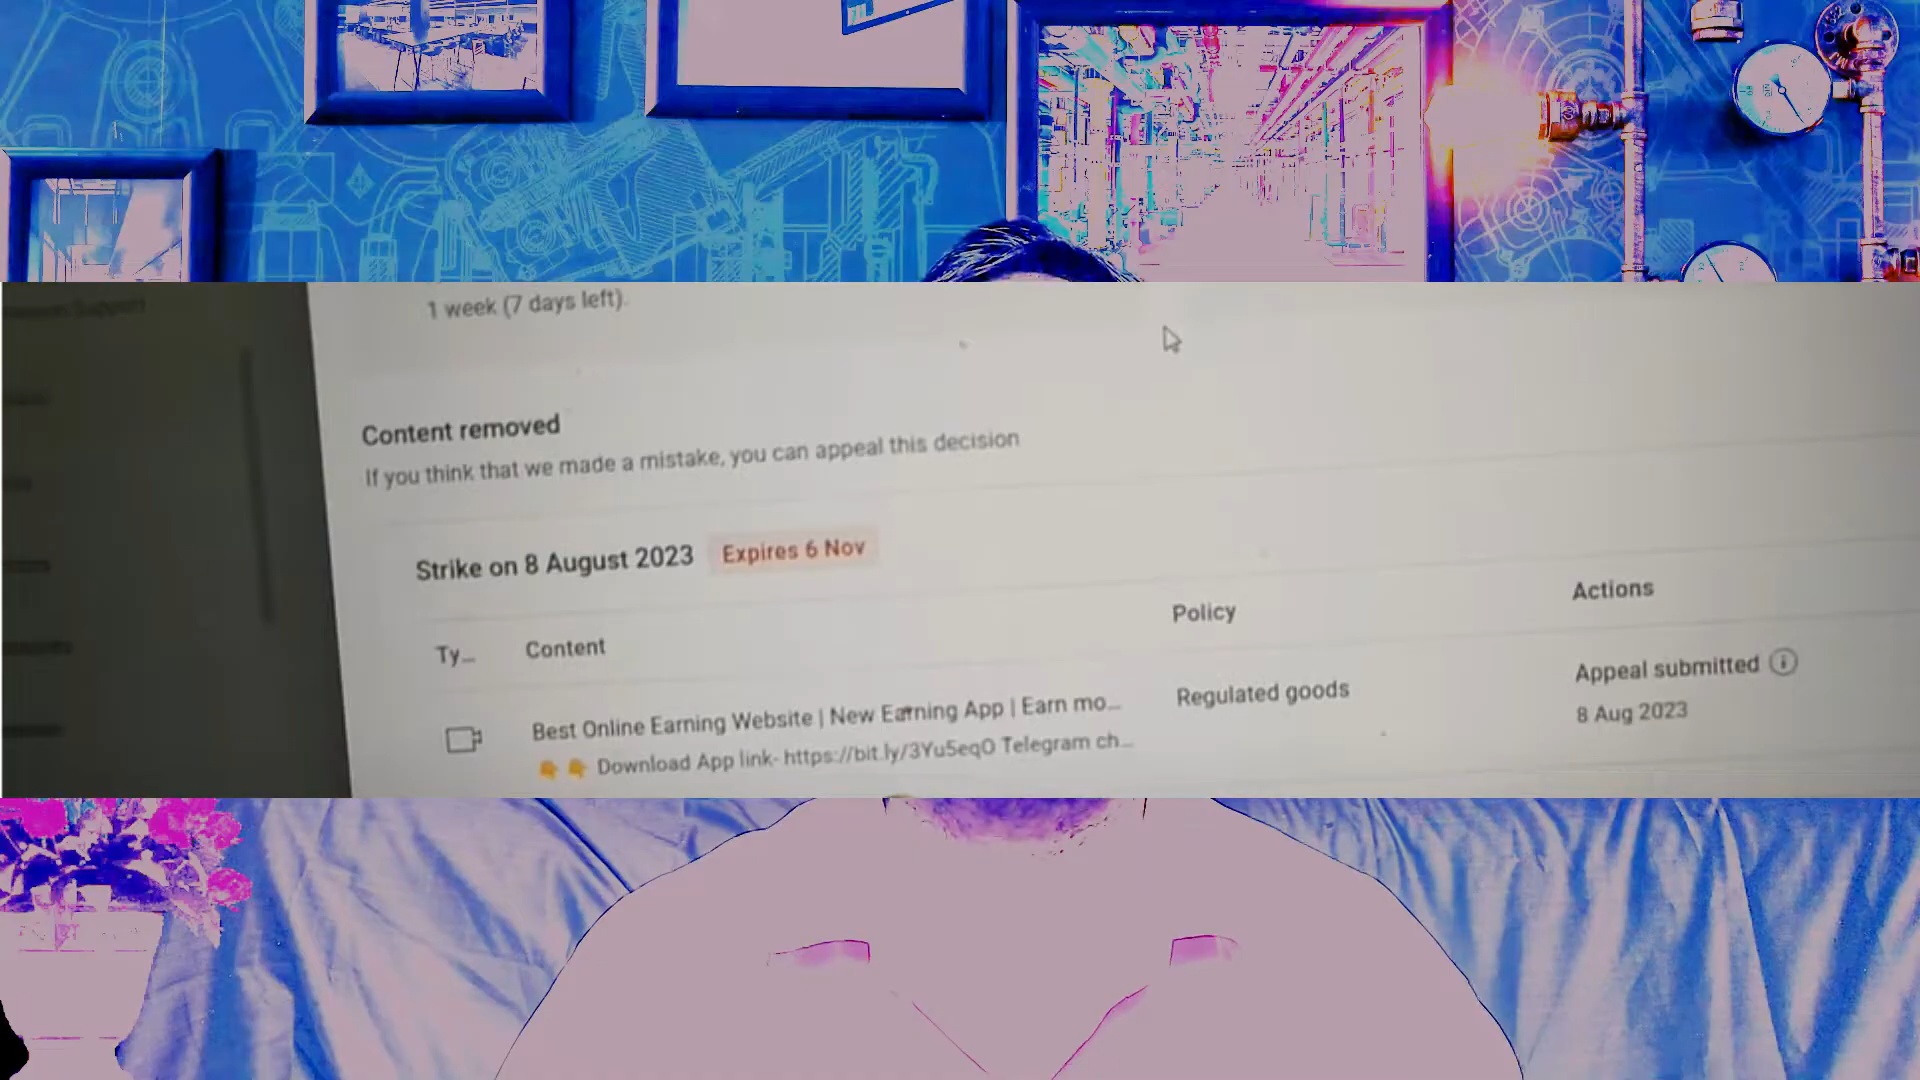 1 week (7 days left).
Content removed
If you think that we made a mistake, you can appeal this decision
Strike on 8 August 2023 Expires 6 Nov
Ty... Content Policy Actions
Best Online Earning Website | New Earning App | Earn mo... Regulated goods Appeal submitted
Download App link- https://bit.ly/3Yu5eqO Telegram ch... 8 Aug 2023